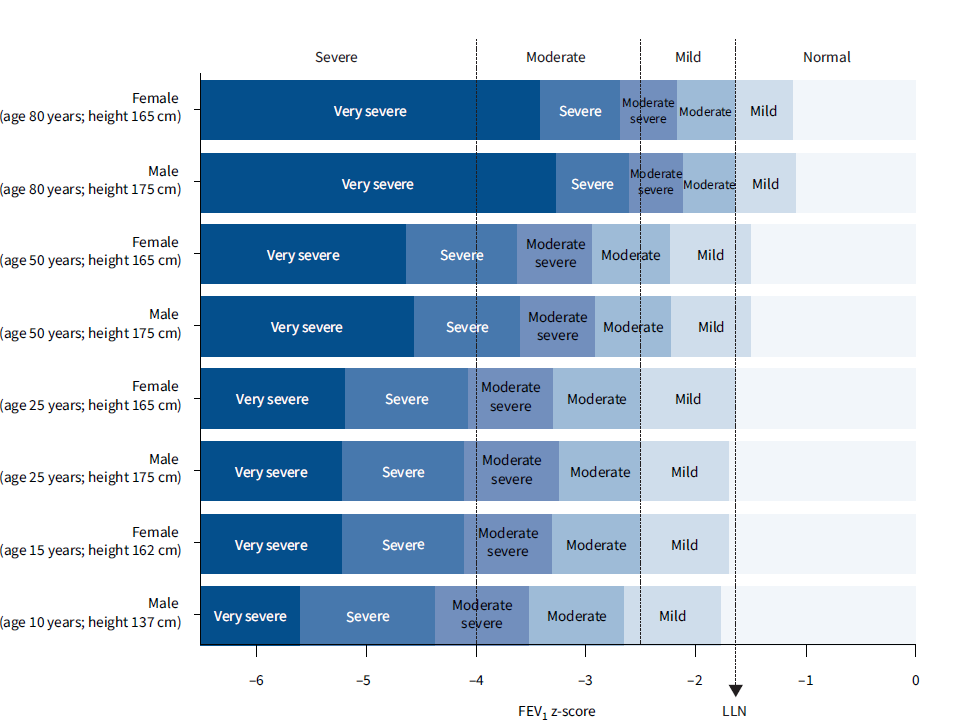 Severe Moderate Mild Normal
Female
(age 80 years; height 165 cm)
Very severe Severe Moderate severe Moderate Mild
Male
(age 80 years; height 175 cm)
Very severe Severe Moderate severe Moderate Mild
Female
(age 50 years; height 165 cm)
Very severe Severe Moderate severe Moderate Mild
Male
(age 50 years; height 175 cm)
Very severe Severe Moderate severe Moderate Mild
Female
(age 25 years; height 165 cm)
Very severe Severe Moderate severe Moderate Mild
Male
(age 25 years; height 175 cm)
Very severe Severe Moderate severe Moderate Mild
Female
(age 15 years; height 162 cm)
Very severe Severe Moderate severe Moderate Mild
Male
(age 10 years; height 137 cm)
Very severe Severe Moderate severe Moderate Mild
–6 –5 –4 –3 –2 –1 0
FEV₁ z-score LLN